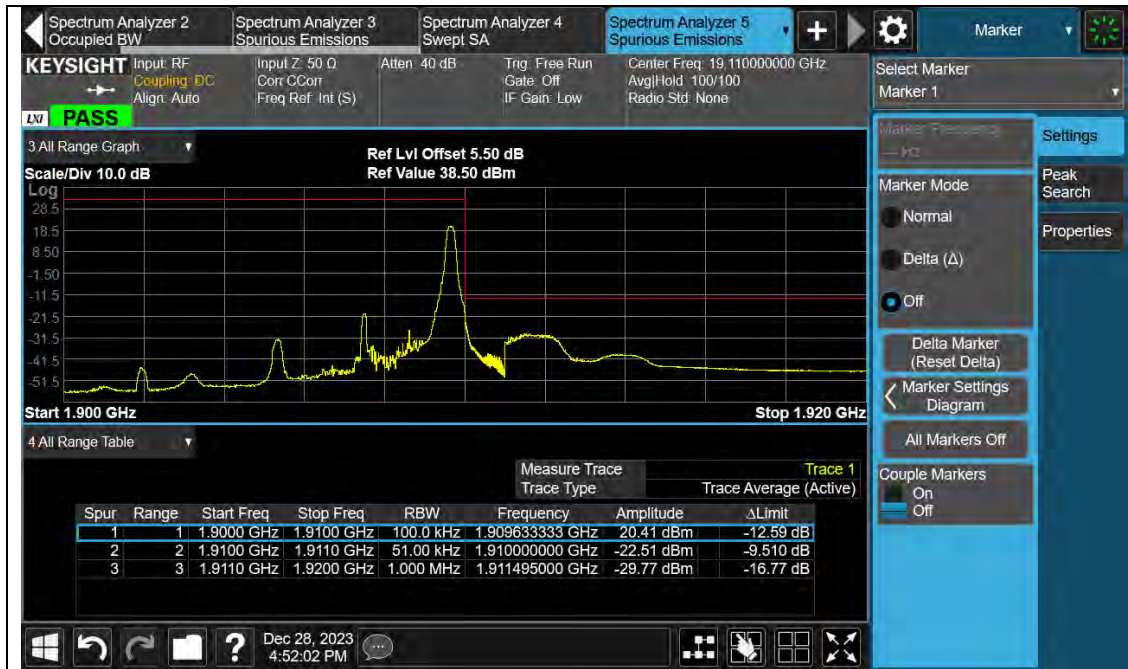 Spectrum Analyzer 2
Occupied BW
Spectrum Analyzer 3
Spurious Emissions
Spectrum Analyzer 4
Swept SA
Spectrum Analyzer 5
Spurious Emissions
+
Marker
KEYSIGHT
Input: RF
Coupling: DC
Align: Auto
Input Z: 50 Ω
Corr CCorr
Freq Ref: Int (S)
Atten: 40 dB
Trig: Free Run
Gate: Off
IF Gain: Low
Center Freq: 19.110000000 GHz
Avg|Hold: 100/100
Radio Std: None
LXI PASS
3 All Range Graph
Scale/Div 10.0 dB
Ref Lvl Offset 5.50 dB
Ref Value 38.50 dBm
Log
28.5
18.5
8.50
-1.50
-11.5
-21.5
-31.5
-41.5
-51.5
Start 1.900 GHz
Stop 1.920 GHz
4 All Range Table
Measure Trace Trace 1
Trace Type Trace Average (Active)
Spur Range Start Freq Stop Freq RBW Frequency Amplitude ΔLimit
1 1 1.9000 GHz 1.9100 GHz 100.0 kHz 1.909633333 GHz 20.41 dBm -12.59 dB
2 2 1.9100 GHz 1.9110 GHz 51.00 kHz 1.910000000 GHz -22.51 dBm -9.510 dB
3 3 1.9110 GHz 1.9200 GHz 1.000 MHz 1.911495000 GHz -29.77 dBm -16.77 dB
?
Dec 28, 2023
4:52:02 PM
Select Marker
Marker 1
Marker Frequency
--- Hz
Marker Mode
Normal
Delta (Δ)
Off
Delta Marker
(Reset Delta)
Marker Settings
Diagram
All Markers Off
Couple Markers
On
Off
Settings
Peak
Search
Properties